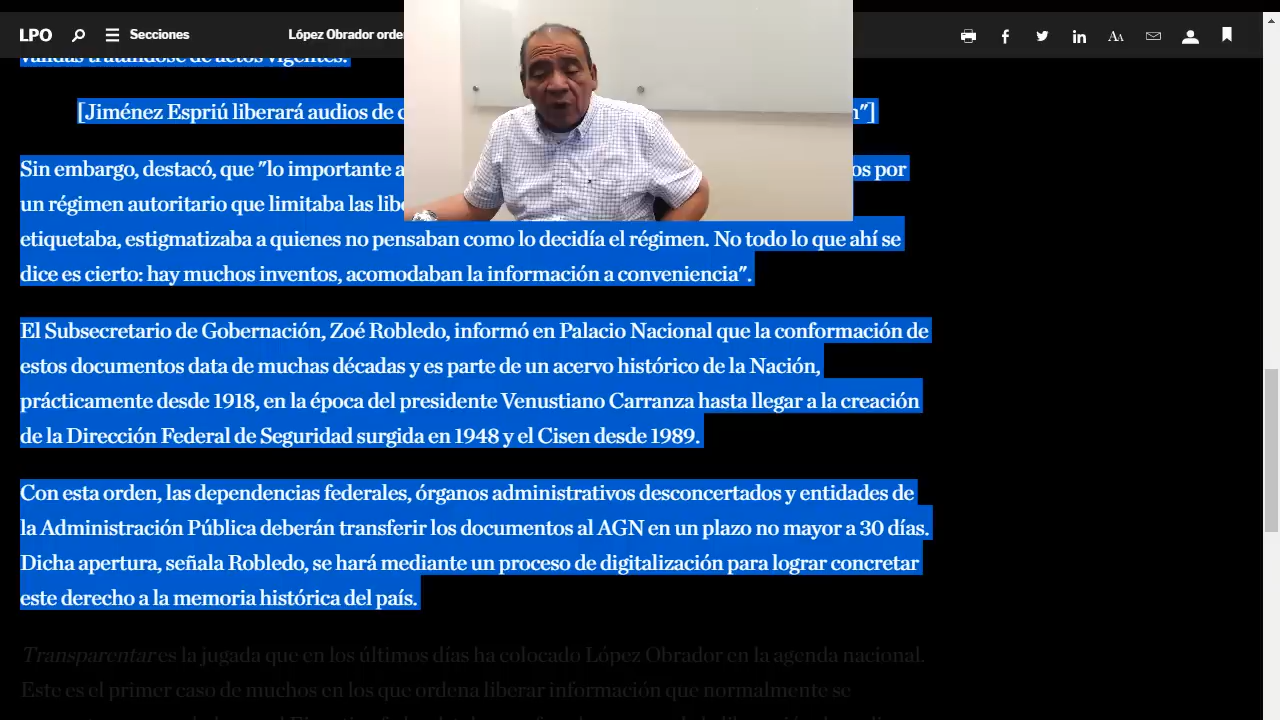 LPO Secciones López Obrador orde
validas tratándose de actos vigentes.
[Jiménez Espriú liberará audios de c n"]
Sin embargo, destacó, que "lo importante a os por
un régimen autoritario que limitaba las libe
etiquetaba, estigmatizaba a quienes no pensaban como lo decidía el régimen. No todo lo que ahí se
dice es cierto: hay muchos inventos, acomodaban la información a conveniencia".
El Subsecretario de Gobernación, Zoé Robledo, informó en Palacio Nacional que la conformación de
estos documentos data de muchas décadas y es parte de un acervo histórico de la Nación,
prácticamente desde 1918, en la época del presidente Venustiano Carranza hasta llegar a la creación
de la Dirección Federal de Seguridad surgida en 1948 y el Cisen desde 1989.
Con esta orden, las dependencias federales, órganos administrativos desconcertados y entidades de
la Administración Pública deberán transferir los documentos al AGN en un plazo no mayor a 30 días.
Dicha apertura, señala Robledo, se hará mediante un proceso de digitalización para lograr concretar
este derecho a la memoria histórica del país.
Transparentar es la jugada que en los últimos días ha colocado López Obrador en la agenda nacional.
Este es el primer caso de muchos en los que ordena liberar información que normalmente se